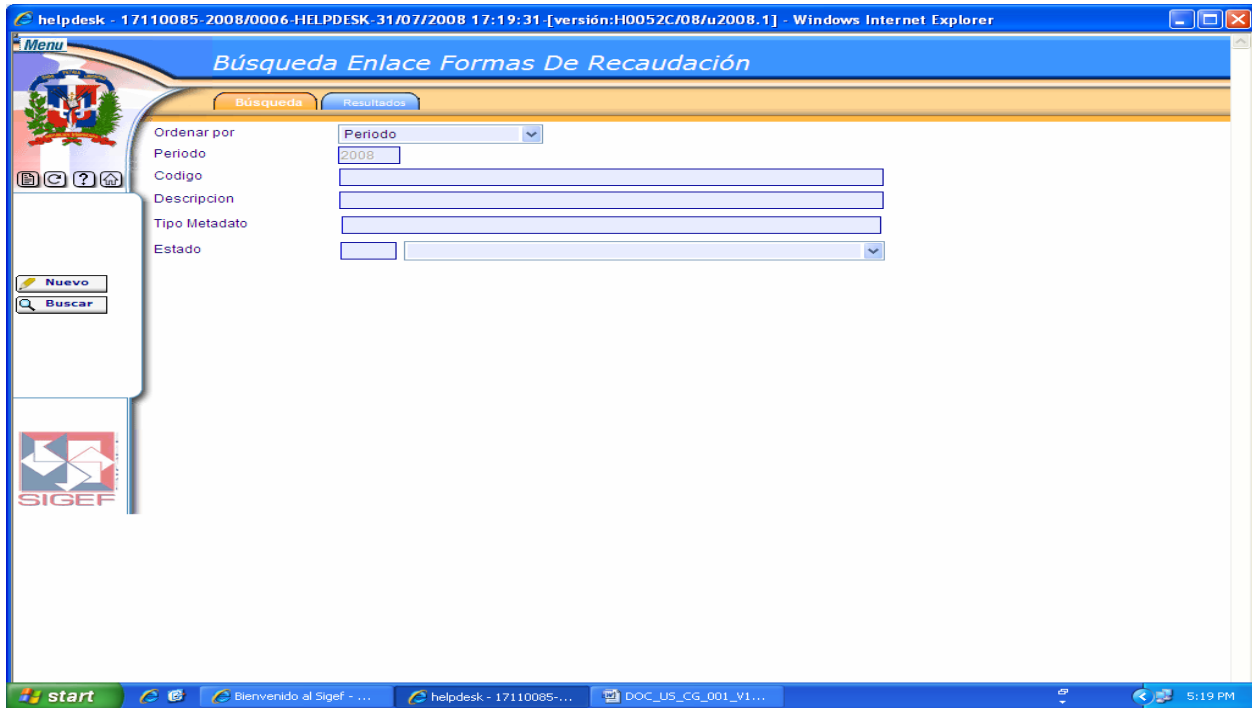 helpdesk - 17110085-2008/0006-HELPDESK-31/07/2008 17:19:31-[versión:H0052C/08/u2008.1] - Windows Internet Explorer
Menu
Búsqueda Enlace Formas De Recaudación
Búsqueda Resultados
Ordenar por Periodo
Periodo 2008
Codigo
Descripcion
Tipo Metadato
Estado
Nuevo
Buscar
SIGEF
start Bienvenido al Sigef - ... helpdesk - 17110085-... DOC_US_CG_001_V1... 5:19 PM